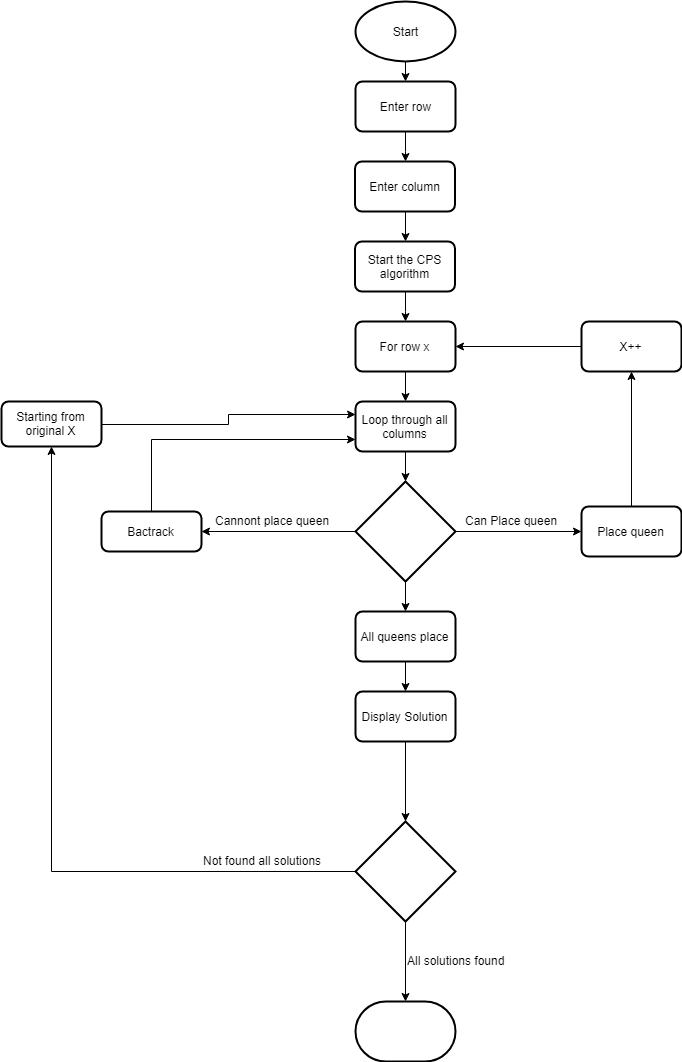 Start
Enter row
Enter column
Start the CPS
algorithm
For row x
X++
Starting from
original X
Loop through all
columns
Cannont place queen
Can Place queen
Bactrack
Place queen
All queens place
Display Solution
Not found all solutions
All solutions found